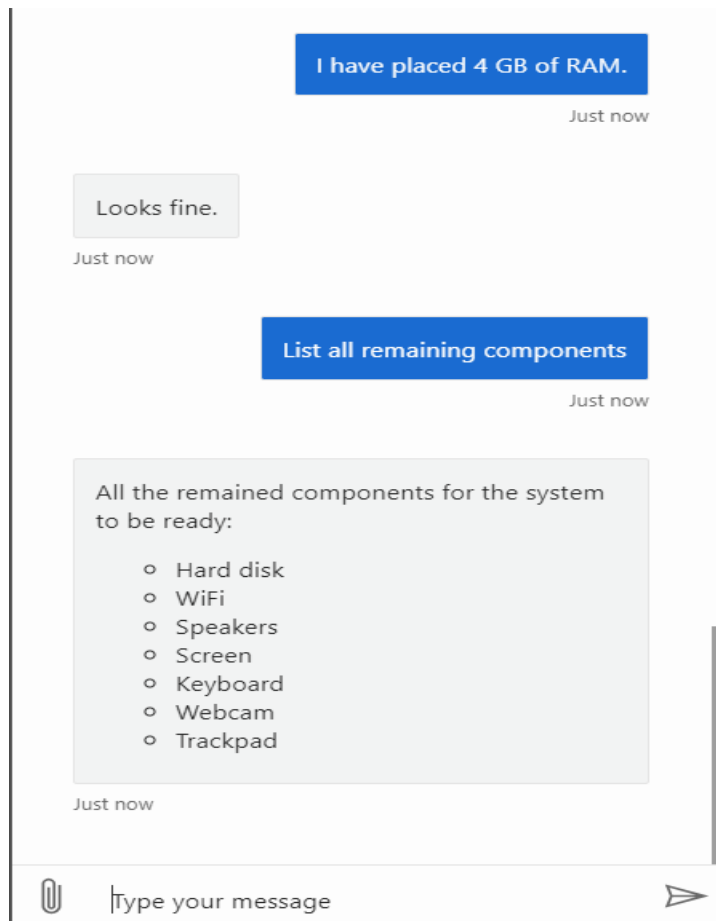 I have placed 4 GB of RAM.
Just now
Looks fine.
Just now
List all remaining components
Just now
All the remained components for the system
to be ready:
Hard disk
WiFi
Speakers
Screen
Keyboard
Webcam
Trackpad
Just now
Type your message